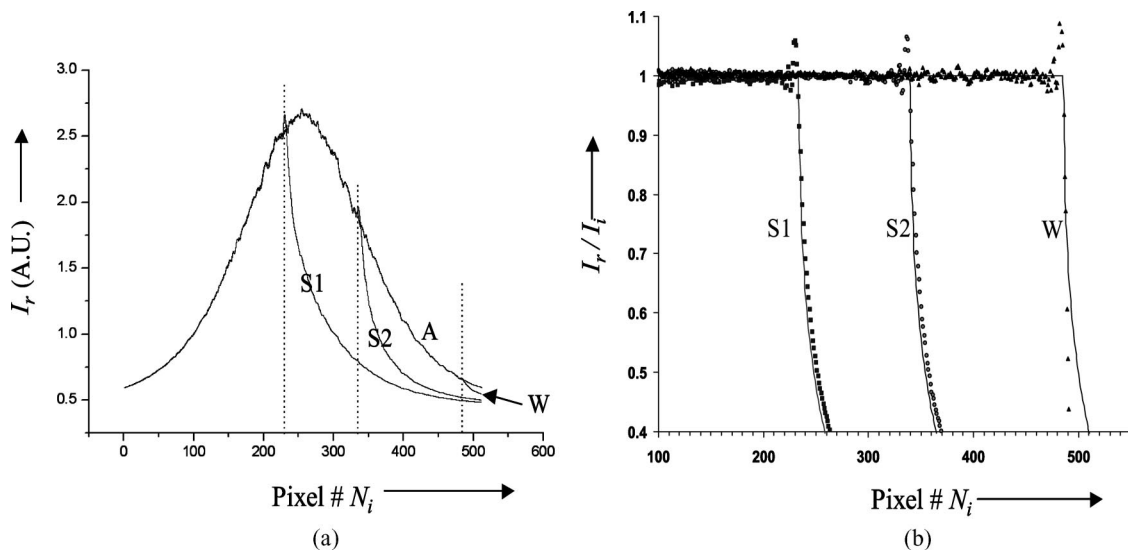 3.0
2.5
2.0
1.5
1.0
0.5
0 100 200 300 400 500 600
I_r (A.U.)
S1
S2
A
W
Pixel # N_i
(a)
1.1
1
0.9
0.8
0.7
0.6
0.5
0.4
100 200 300 400 500
I_r / I_i
S1
S2
W
Pixel # N_i
(b)